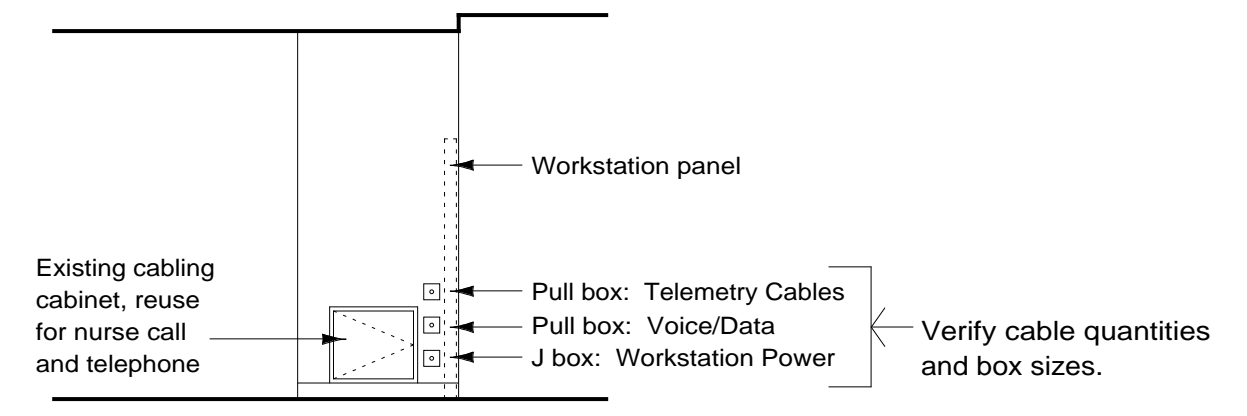 Workstation panel
Existing cabling
cabinet, reuse
for nurse call
and telephone
Pull box:  Telemetry Cables
Pull box:  Voice/Data
J box:  Workstation Power
Verify cable quantities
and box sizes.